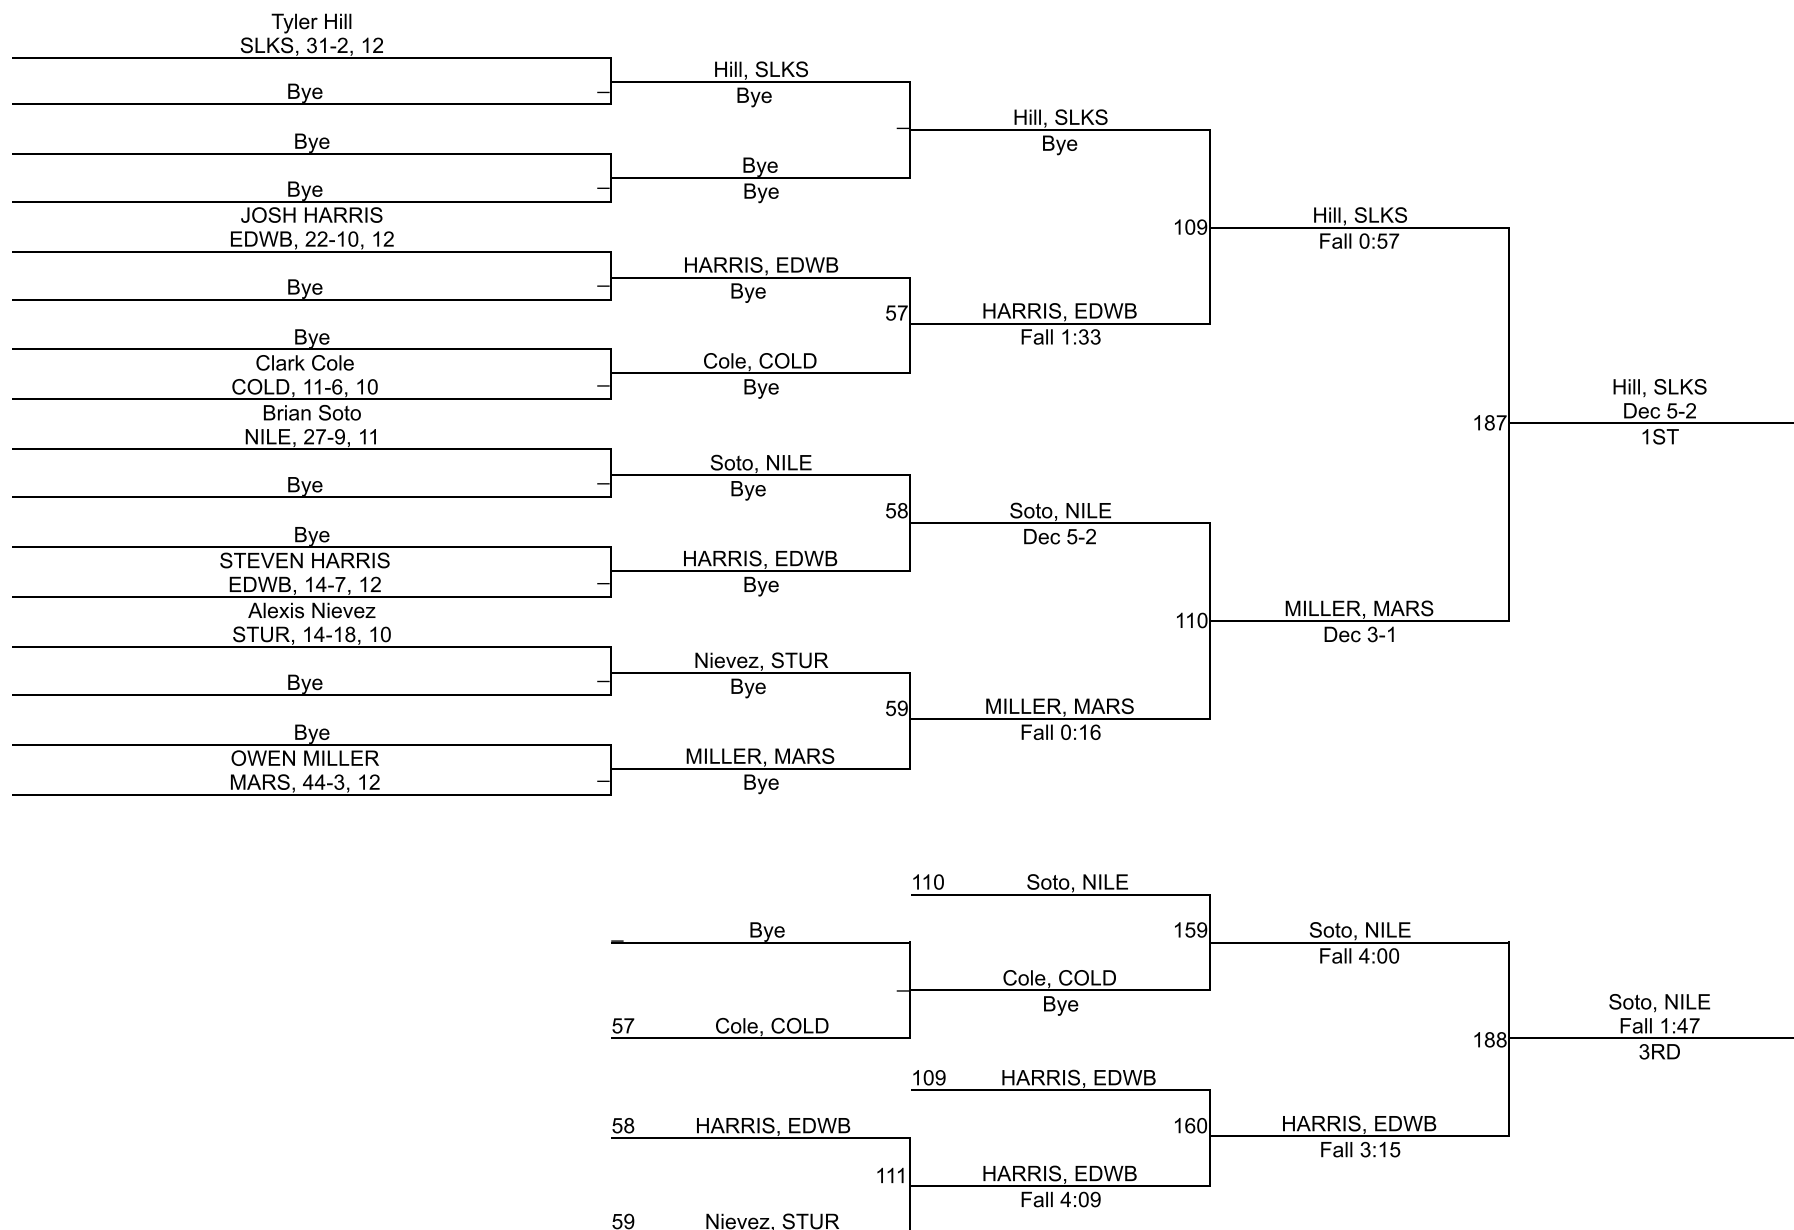 Tyler Hill
SLKS, 31-2, 12
Bye
Bye
Bye
JOSH HARRIS
EDWB, 22-10, 12
Bye
Bye
Clark Cole
COLD, 11-6, 10
Brian Soto
NILE, 27-9, 11
Bye
Bye
STEVEN HARRIS
EDWB, 14-7, 12
Alexis Nievez
STUR, 14-18, 10
Bye
Bye
OWEN MILLER
MARS, 44-3, 12
Hill, SLKS
Bye
Bye
Bye
HARRIS, EDWB
Bye
57
Cole, COLD
Bye
Soto, NILE
Bye
58
HARRIS, EDWB
Bye
Nievez, STUR
Bye
59
MILLER, MARS
Bye
Hill, SLKS
Bye
109
HARRIS, EDWB
Fall 1:33
Soto, NILE
Dec 5-2
110
MILLER, MARS
Fall 0:16
Hill, SLKS
Fall 0:57
187
MILLER, MARS
Dec 3-1
Hill, SLKS
Dec 5-2
1ST
110 Soto, NILE
Bye
159
Cole, COLD
Bye
57 Cole, COLD
Soto, NILE
Fall 4:00
109 HARRIS, EDWB
58 HARRIS, EDWB
160
111
HARRIS, EDWB
Fall 4:09
59 Nievez, STUR
HARRIS, EDWB
Fall 3:15
188
Soto, NILE
Fall 1:47
3RD